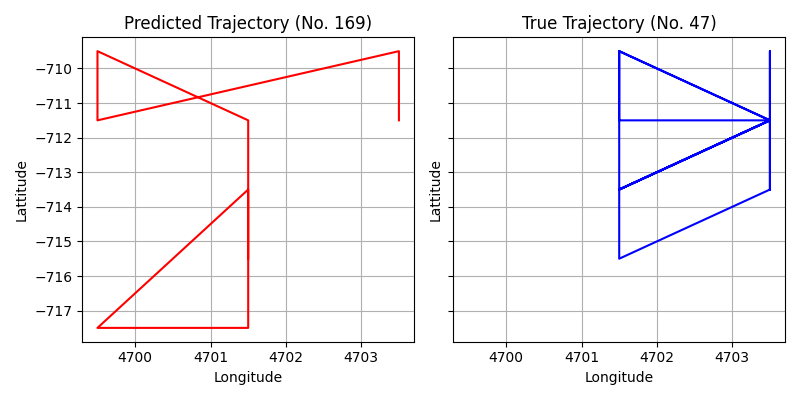 Predicted Trajectory (No. 169)
−710
−711
−712
−713
−714
−715
−716
−717
Lattitude
4700 4701 4702 4703
Longitude
True Trajectory (No. 47)
Lattitude
4700 4701 4702 4703
Longitude